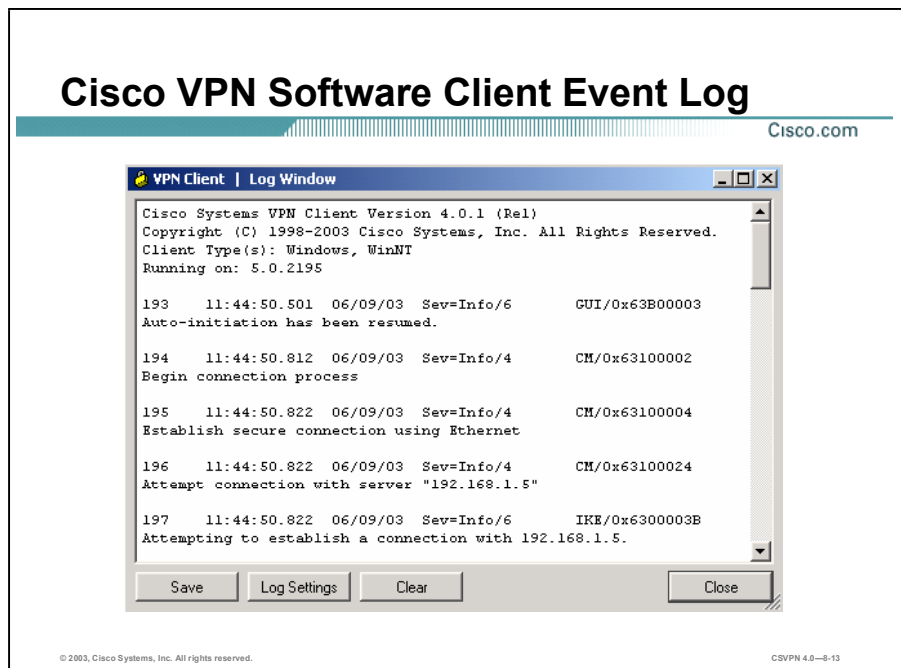 Cisco VPN Software Client Event Log
Cisco.com
VPN Client | Log Window
Cisco Systems VPN Client Version 4.0.1 (Rel)
Copyright (C) 1998-2003 Cisco Systems, Inc. All Rights Reserved.
Client Type(s): Windows, WinNT
Running on: 5.0.2195
193 11:44:50.501 06/09/03 Sev=Info/6 GUI/0x63B00003
Auto-initiation has been resumed.
194 11:44:50.812 06/09/03 Sev=Info/4 CM/0x63100002
Begin connection process
195 11:44:50.822 06/09/03 Sev=Info/4 CM/0x63100004
Establish secure connection using Ethernet
196 11:44:50.822 06/09/03 Sev=Info/4 CM/0x63100024
Attempt connection with server "192.168.1.5"
197 11:44:50.822 06/09/03 Sev=Info/6 IKE/0x6300003B
Attempting to establish a connection with 192.168.1.5.
Save Log Settings Clear Close
© 2003, Cisco Systems, Inc. All rights reserved. CSVPN 4.0—8-13